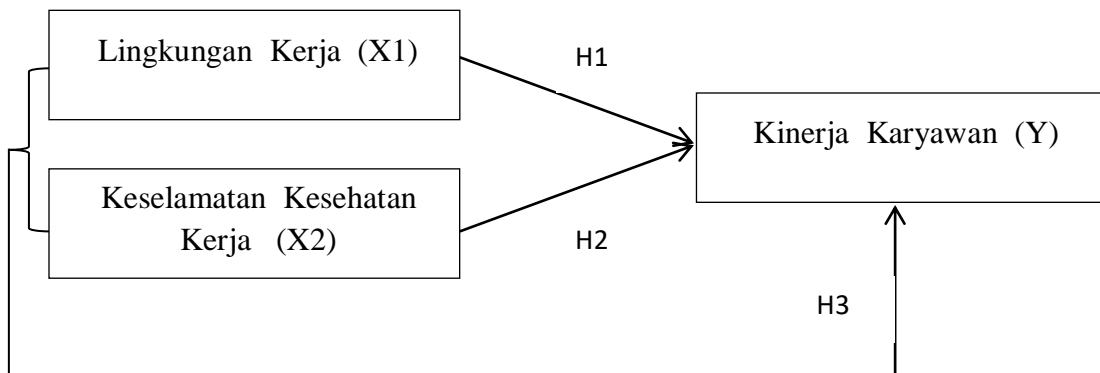 Lingkungan Kerja (X1)
H1
Kinerja Karyawan (Y)
Keselamatan Kesehatan
Kerja (X2)
H2
H3